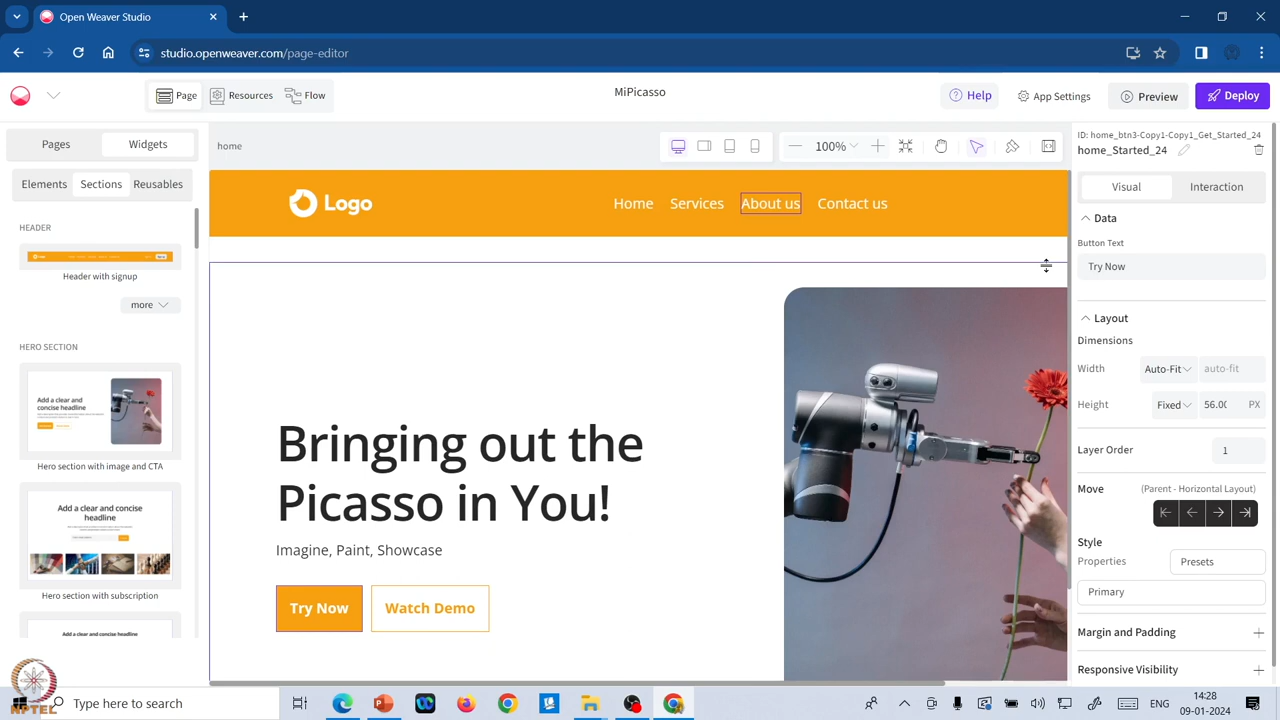 Open Weaver Studio
studio.openweaver.com/page-editor
Page
Resources
Flow
MiPicasso
Help
App Settings
Preview
Deploy
Pages
Widgets
home
100%
ID: home_btn3-Copy1-Copy1_Get_Started_24
home_Started_24
Elements
Sections
Reusables
Visual
Interaction
HEADER
Header with signup
more
HERO SECTION
Add a clear and
concise headline
Hero section with image and CTA
Add a clear and concise
headline
Hero section with subscription
Add a clear and concise headline
Logo
Home
Services
About us
Contact us
Bringing out the
Picasso in You!
Imagine, Paint, Showcase
Try Now
Watch Demo
Data
Button Text
Try Now
Layout
Dimensions
Width
Auto-Fit
auto-fit
Height
Fixed
56.00
PX
Layer Order
1
Move
(Parent - Horizontal Layout)
Style
Properties
Presets
Primary
Margin and Padding
Responsive Visibility
NPTEL
Type here to search
ENG
14:28
09-01-2024